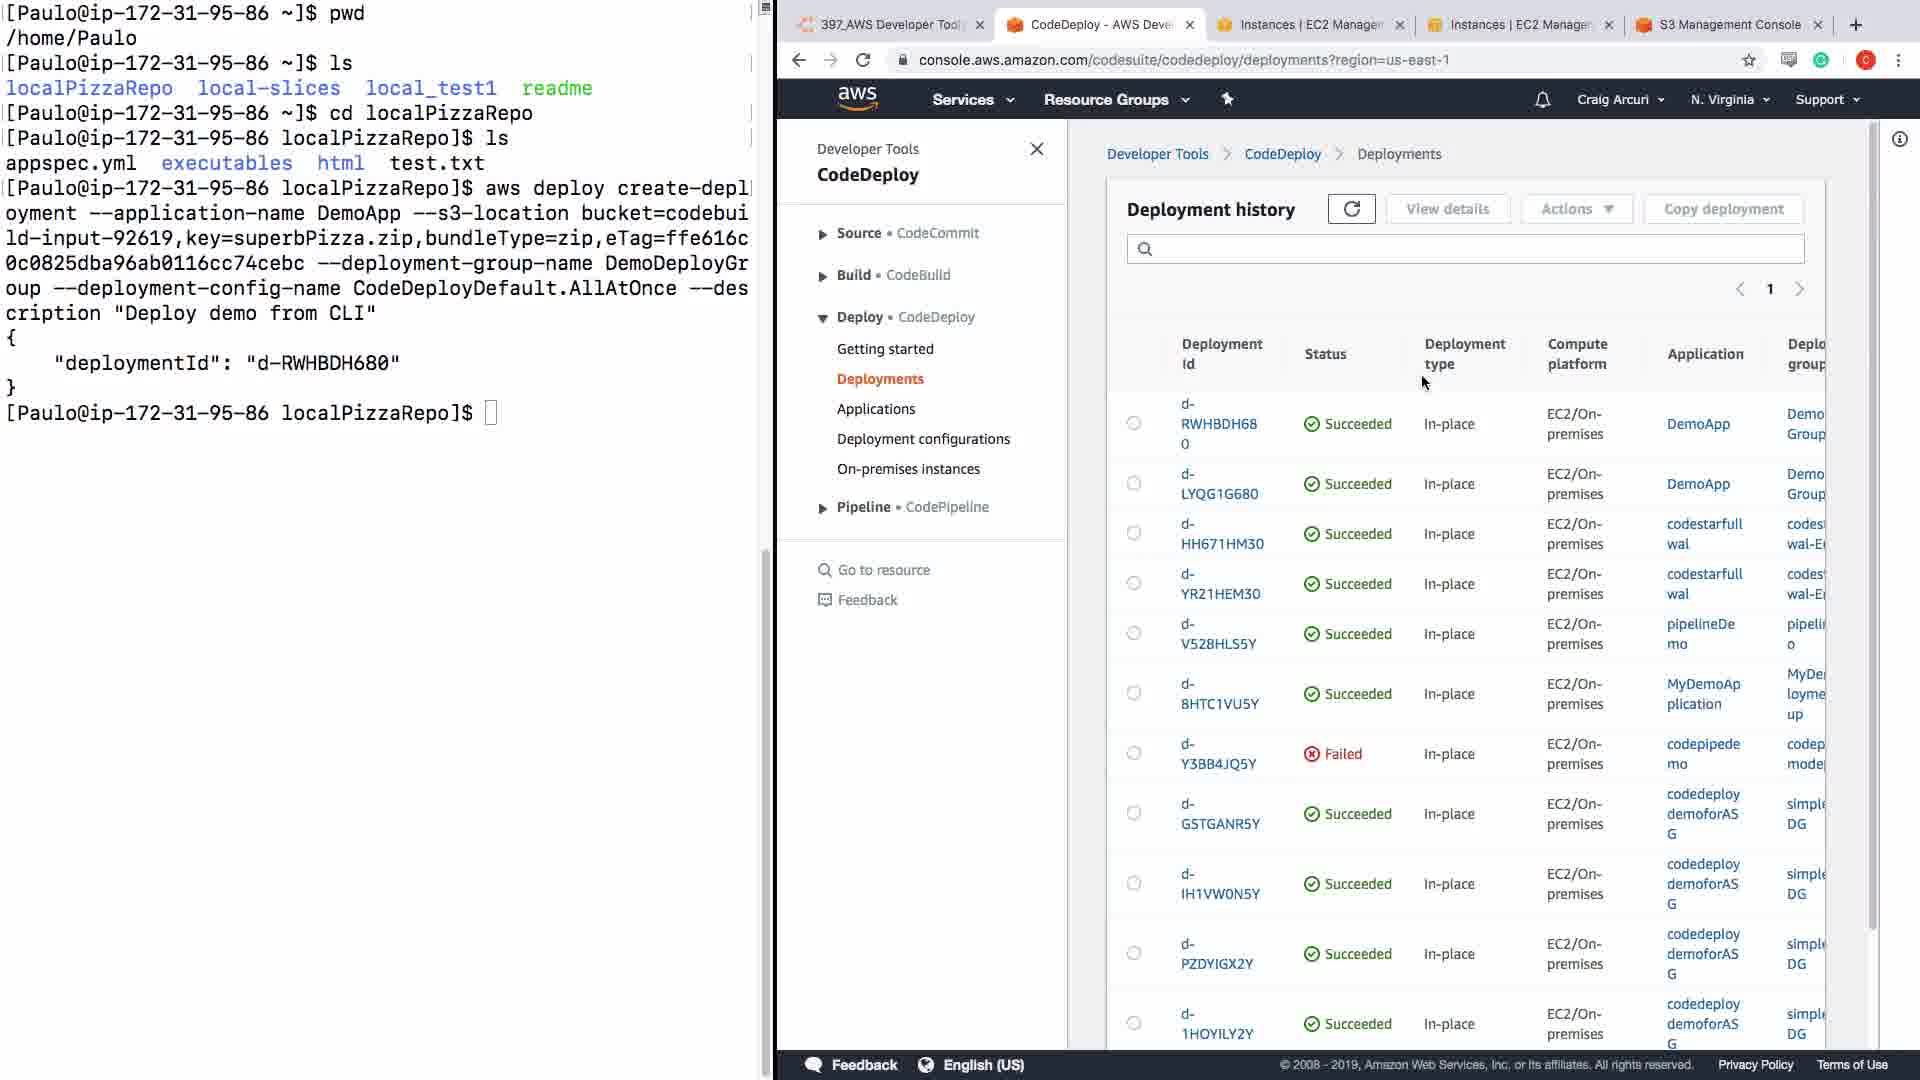 [Paulo@ip-172-31-95-86 ~]$ pwd
/home/Paulo
[Paulo@ip-172-31-95-86 ~]$ ls
localPizzaRepo local-slices local_test1 readme
[Paulo@ip-172-31-95-86 ~]$ cd localPizzaRepo
[Paulo@ip-172-31-95-86 localPizzaRepo]$ ls
appspec.yml executables html test.txt
[Paulo@ip-172-31-95-86 localPizzaRepo]$ aws deploy create-depl
oyment --application-name DemoApp --s3-location bucket=codebui
ld-input-92619,key=superbPizza.zip,bundleType=zip,eTag=ffe616c
0c0825dba96ab0116cc74cebc --deployment-group-name DemoDeployGr
oup --deployment-config-name CodeDeployDefault.AllAtOnce --des
cription "Deploy demo from CLI"
{
"deploymentId": "d-RWHBDH680"
}
[Paulo@ip-172-31-95-86 localPizzaRepo]$
397_AWS Developer Tool
CodeDeploy - AWS Deve
Instances | EC2 Managem
Instances | EC2 Manager
S3 Management Console
console.aws.amazon.com/codesuite/codedeploy/deployments?region=us-east-1
C
aws
Services
Resource Groups
Craig Arcuri
N. Virginia
Support
Developer Tools
CodeDeploy
Source • CodeCommit
Build • CodeBuild
Deploy • CodeDeploy
Getting started
Deployments
Applications
Deployment configurations
On-premises instances
Pipeline • CodePipeline
Go to resource
Feedback
Developer Tools > CodeDeploy > Deployments
Deployment history
View details
Actions
Copy deployment
1
Deployment Id
Status
Deployment type
Compute platform
Application
Deplo
group
d-RWHBDH680 Succeeded In-place EC2/On-premises DemoApp Demo Group
d-LYQG1G680 Succeeded In-place EC2/On-premises DemoApp Demo Group
d-HH671HM30 Succeeded In-place EC2/On-premises codestarfullwal codes wal-E
d-YR21HEM30 Succeeded In-place EC2/On-premises codestarfullwal codes wal-E
d-V528HLS5Y Succeeded In-place EC2/On-premises pipelineDemo pipeli o
d-8HTC1VU5Y Succeeded In-place EC2/On-premises MyDemoApplication MyDe loyme up
d-Y3BB4JQ5Y Failed In-place EC2/On-premises codepipedemo codep mode
d-G5TGANR5Y Succeeded In-place EC2/On-premises codedeploydemoforASG simple DG
d-IH1VW0N5Y Succeeded In-place EC2/On-premises codedeploydemoforASG simple DG
d-PZDYIGX2Y Succeeded In-place EC2/On-premises codedeploydemoforASG simple DG
d-1HOYILY2Y Succeeded In-place EC2/On-premises codedeploydemoforASG simple DG
Feedback
English (US)
© 2008 - 2019, Amazon Web Services, Inc. or its affiliates. All rights reserved.
Privacy Policy
Terms of Use